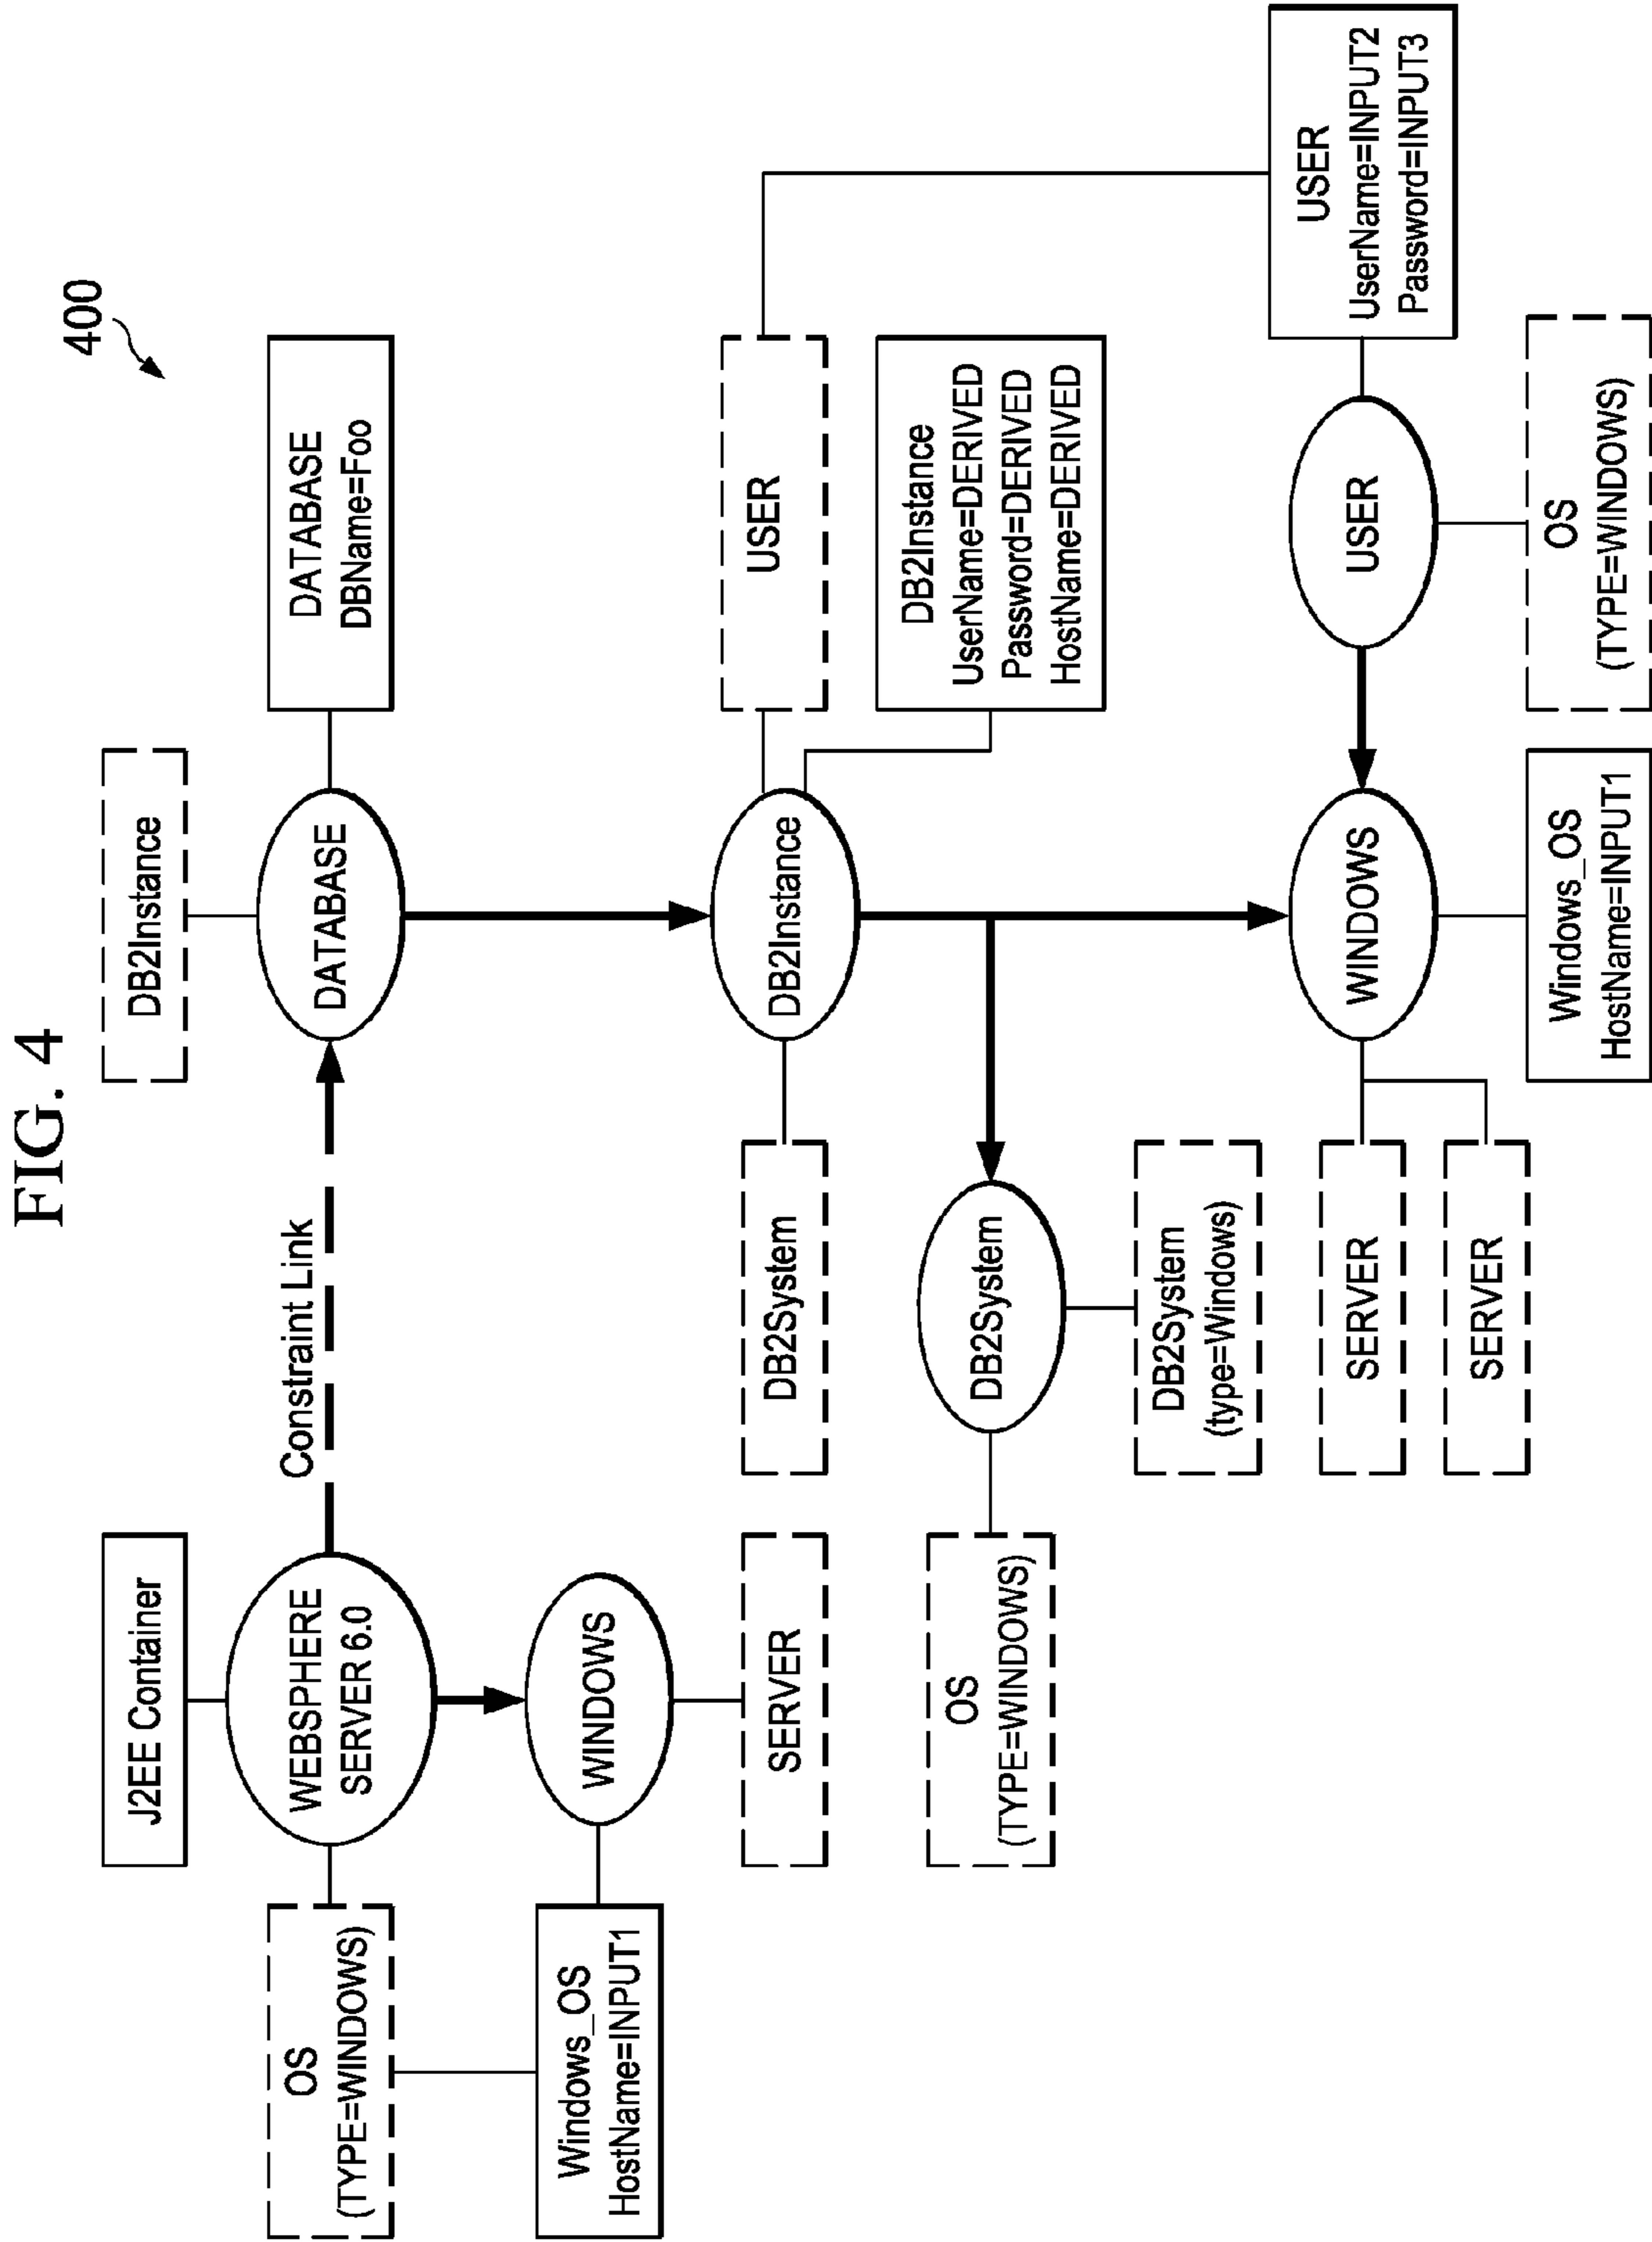 FIG. 4
400
J2EE Container
DB2Instance
OS
(TYPE=WINDOWS)
WEBSPHERE
SERVER 6.0
Constraint Link
DATABASE
DATABASE
DBName=Foo
Windows_OS
HostName=INPUT1
WINDOWS
SERVER
DB2System
DB2Instance
USER
OS
(TYPE=WINDOWS)
DB2System
DB2Instance
UserName=DERIVED
Password=DERIVED
HostName=DERIVED
DB2System
(type=Windows)
SERVER
SERVER
WINDOWS
USER
USER
UserName=INPUT2
Password=INPUT3
Windows_OS
HostName=INPUT1
OS
(TYPE=WINDOWS)